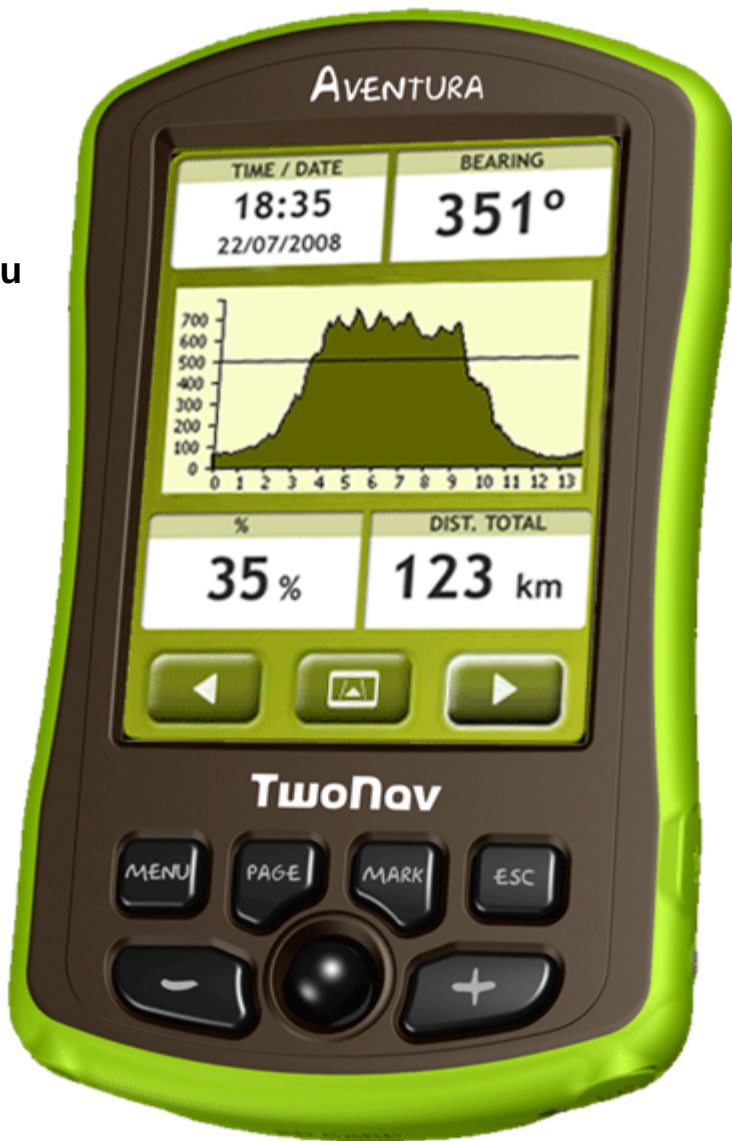 AVENTURA
TIME / DATE
18:35
22/07/2008
BEARING
351°
u
700
600
500
400
300
200
100
0
0 1 2 3 4 5 6 7 8 9 10 11 12 13
%
35 %
DIST. TOTAL
123 km
TwoNav
MENU PAGE MARK ESC
- +